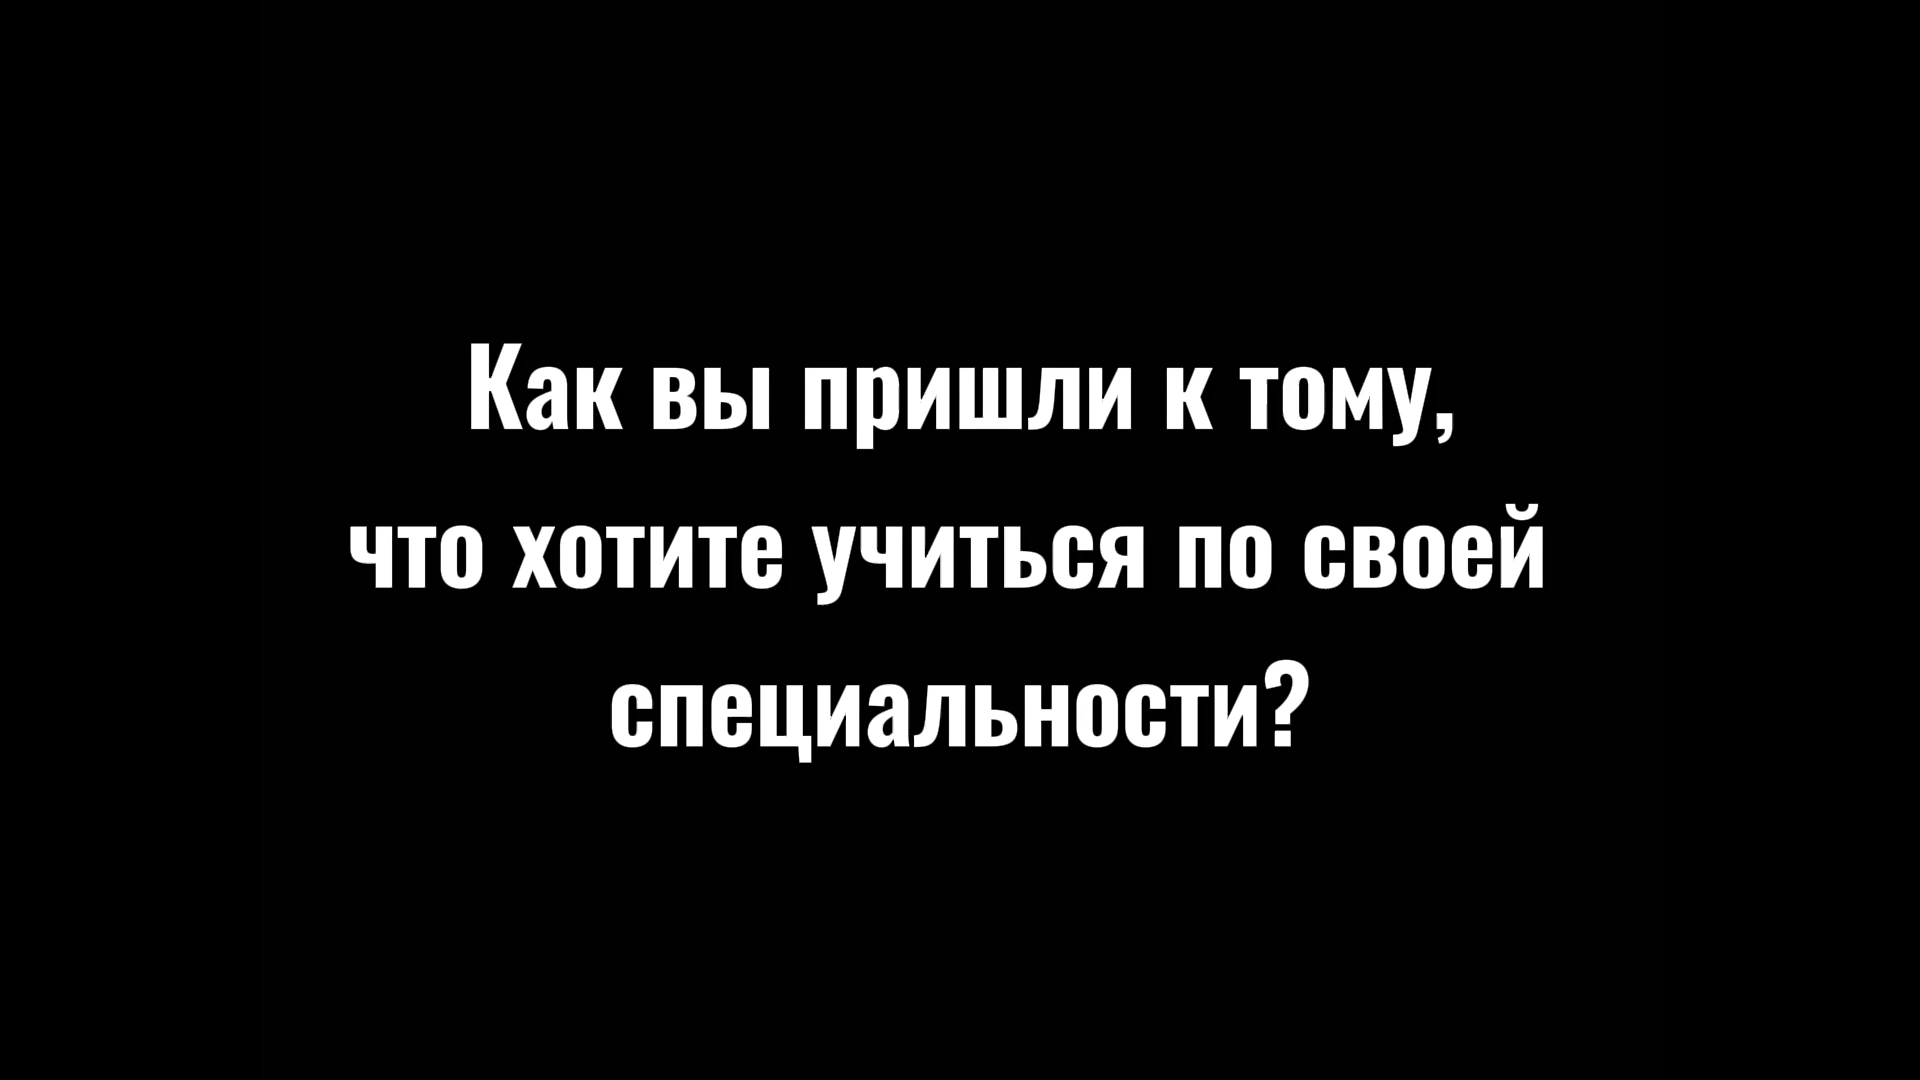 Как вы пришли к тому,
что хотите учиться по своей
специальности?